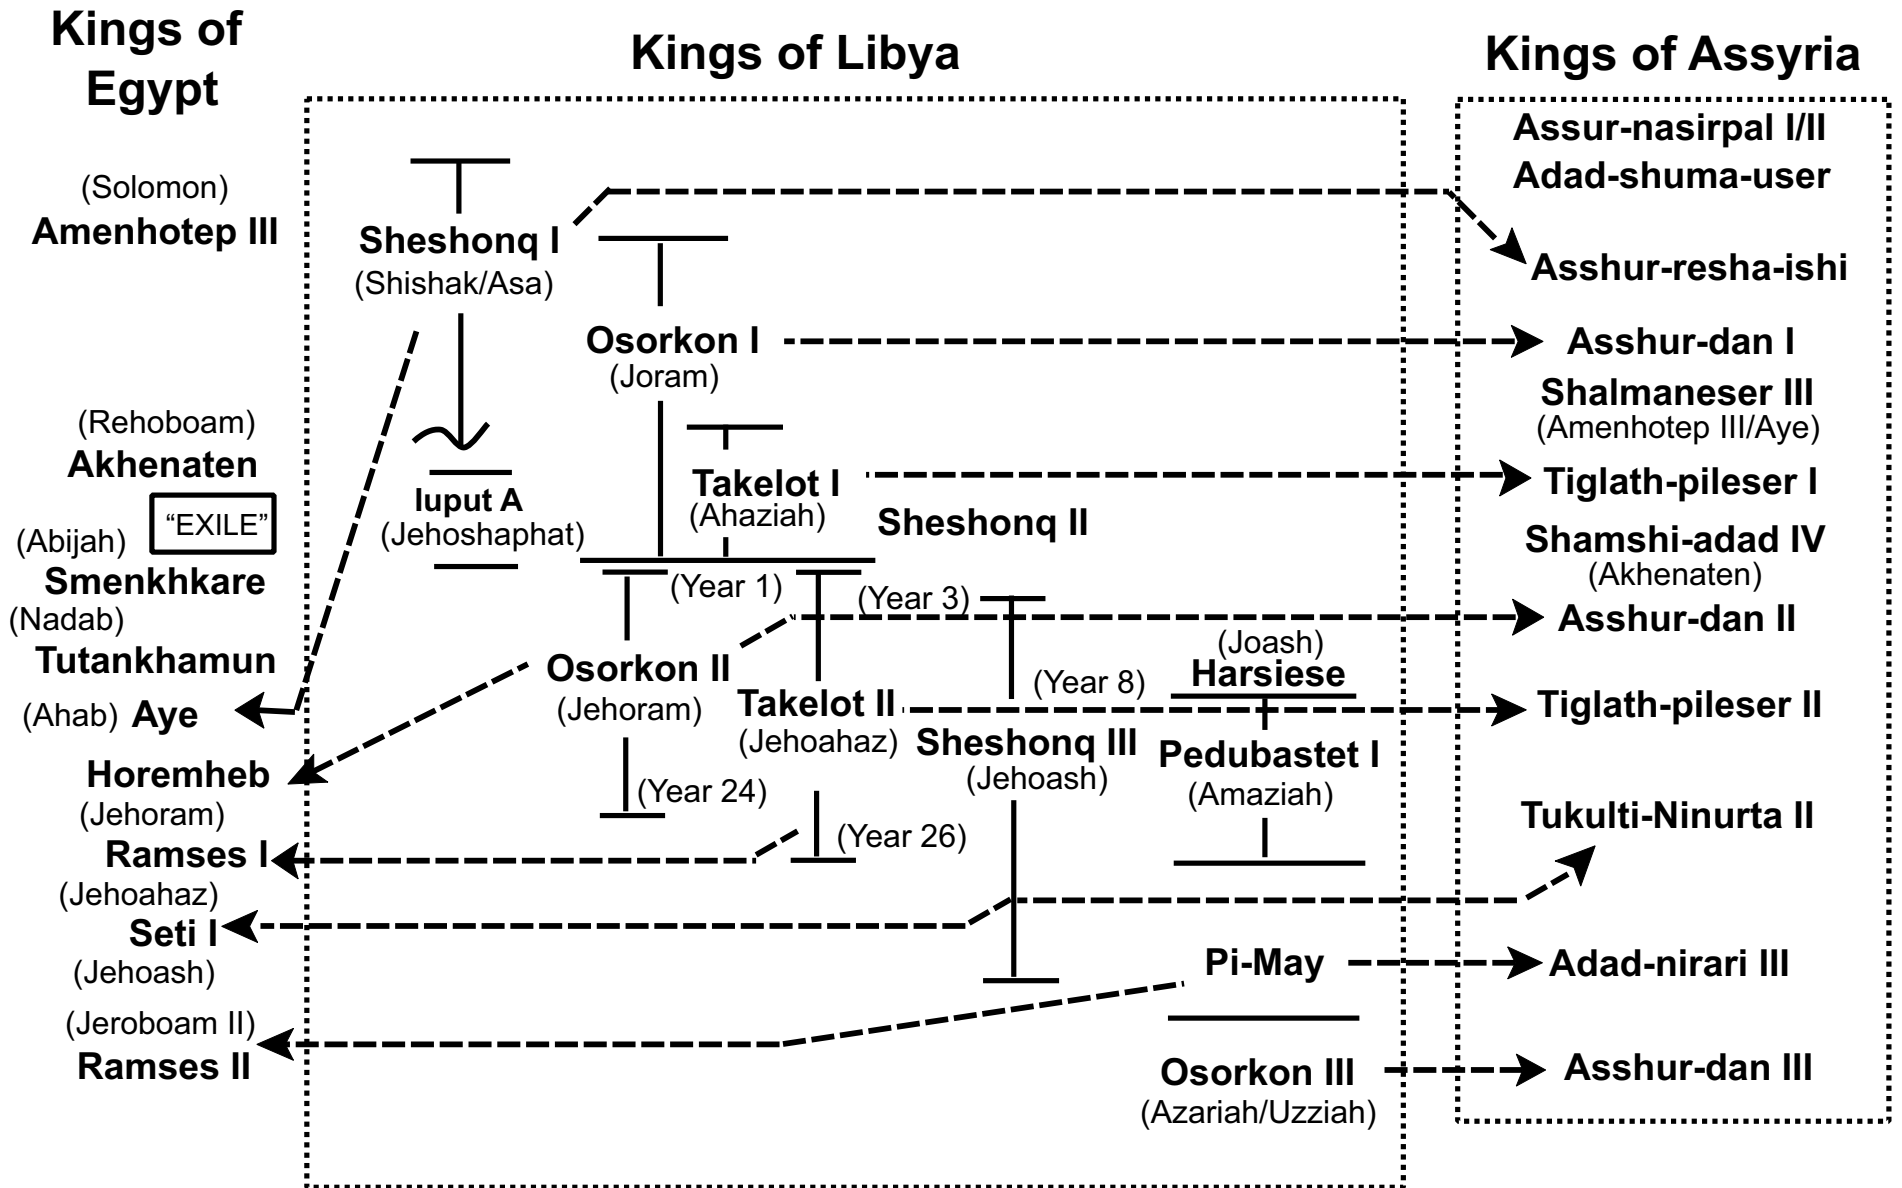 Kings of
Egypt
(Solomon)
Amenhotep III
(Rehoboam)
Akhenaten
“EXILE”
(Abijah)
Smenkhkare
(Nadab)
Tutankhamun
(Ahab) Aye
Horemheb
(Jehoram)
Ramses I
(Jehoahaz)
Seti I
(Jehoash)
(Jeroboam II)
Ramses II
Kings of Libya
Sheshonq I
(Shishak/Asa)
Osorkon I
(Joram)
Iuput A
(Jehoshaphat)
Takelot I
(Ahaziah)
Sheshonq II
(Year 1)
(Year 3)
Osorkon II
(Jehoram)
(Year 24)
Takelot II
(Jehoahaz)
(Year 26)
(Year 8)
Sheshonq III
(Jehoash)
(Joash)
Harsiese
Pedubastet I
(Amaziah)
Pi-May
Osorkon III
(Azariah/Uzziah)
Kings of Assyria
Assur-nasirpal I/II
Adad-shuma-user
Asshur-resha-ishi
Asshur-dan I
Shalmaneser III
(Amenhotep III/Aye)
Tiglath-pileser I
Shamshi-adad IV
(Akhenaten)
Asshur-dan II
Tiglath-pileser II
Tukulti-Ninurta II
Adad-nirari III
Asshur-dan III